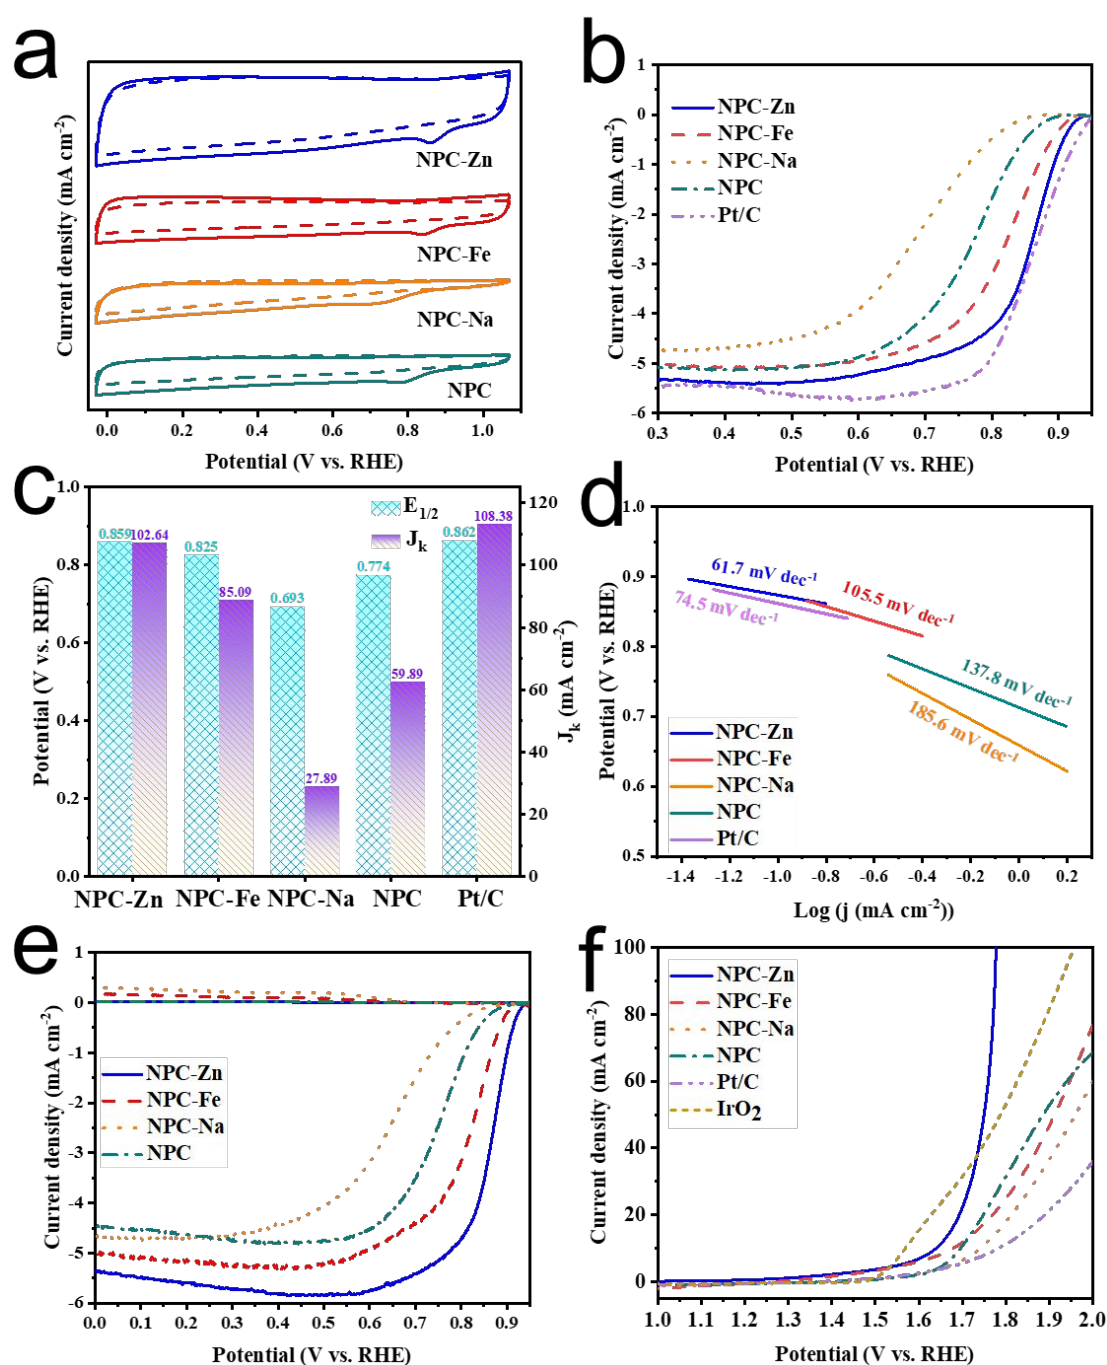 a
Current density (mA cm⁻²)
NPC-Zn
NPC-Fe
NPC-Na
NPC
0.0 0.2 0.4 0.6 0.8 1.0
Potential (V vs. RHE)
b
Current density (mA cm⁻²)
1
0
-1
-2
-3
-4
-5
-6
NPC-Zn
NPC-Fe
NPC-Na
NPC
Pt/C
0.3 0.4 0.5 0.6 0.7 0.8 0.9
Potential (V vs. RHE)
c
Potential (V vs. RHE)
1.0
0.8
0.6
0.4
0.2
0.0
E1/2
Jk
0.859 102.64
0.825 85.09
0.693 27.89
0.774 59.89
0.862 108.38
120
100
80
60
40
20
0
Jk (mA cm⁻²)
NPC-Zn NPC-Fe NPC-Na NPC Pt/C
d
Potential (V vs. RHE)
1.0
0.9
0.8
0.7
0.6
0.5
61.7 mV dec⁻¹
74.5 mV dec⁻¹
105.5 mV dec⁻¹
137.8 mV dec⁻¹
185.6 mV dec⁻¹
NPC-Zn
NPC-Fe
NPC-Na
NPC
Pt/C
-1.4 -1.2 -1.0 -0.8 -0.6 -0.4 -0.2 0.0 0.2
Log (j (mA cm⁻²))
e
Current density (mA cm⁻²)
1
0
-1
-2
-3
-4
-5
-6
NPC-Zn
NPC-Fe
NPC-Na
NPC
0.0 0.1 0.2 0.3 0.4 0.5 0.6 0.7 0.8 0.9
Potential (V vs. RHE)
f
Current density (mA cm⁻²)
100
80
60
40
20
0
NPC-Zn
NPC-Fe
NPC-Na
NPC
Pt/C
IrO2
1.0 1.1 1.2 1.3 1.4 1.5 1.6 1.7 1.8 1.9 2.0
Potential (V vs. RHE)